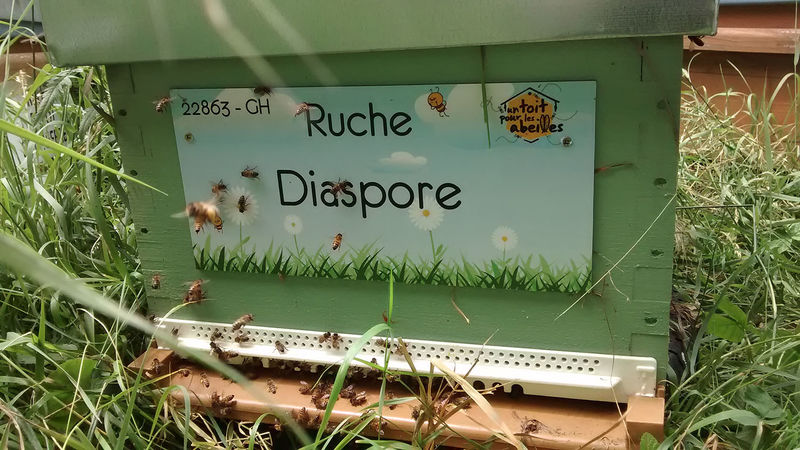 22863 - GH
Ruche
un toit
pour les
abeilles
Diaspore